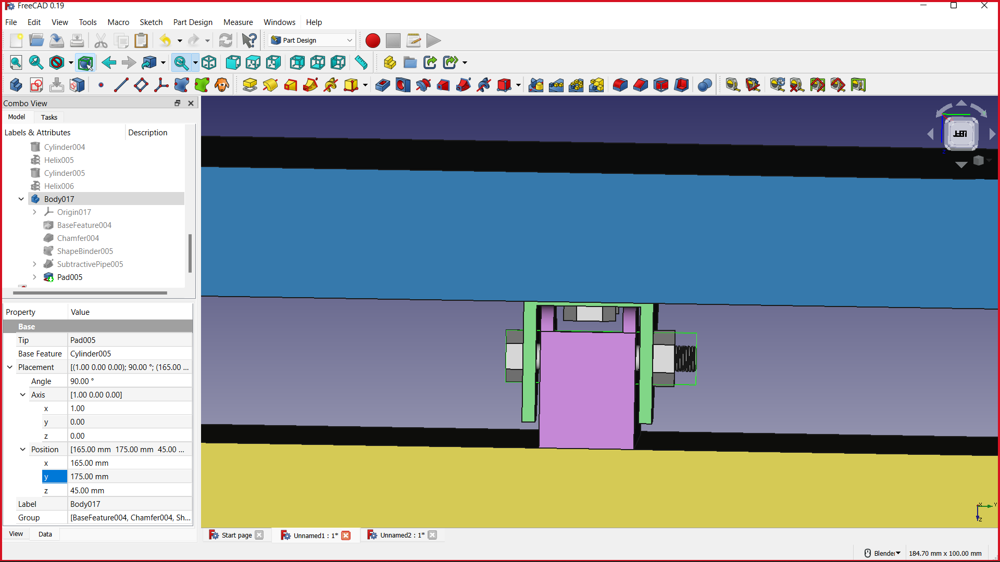 FreeCAD 0.19
File Edit View Tools Macro Sketch Part Design Measure Windows Help
Part Design
Combo View
Model Tasks
Labels & Attributes Description
Cylinder004
Helix005
Cylinder005
Helix006
Body017
Origin017
BaseFeature004
Chamfer004
ShapeBinder005
SubtractivePipe005
Pad005
Property Value
Base
Tip Pad005
Base Feature Cylinder005
Placement [(1.00 0.00 0.00); 90.00 °; (165.00 ...
Angle 90.00 °
Axis [1.00 0.00 0.00]
x 1.00
y 0.00
z 0.00
Position [165.00 mm 175.00 mm 45.00 ...
x 165.00 mm
y 175.00 mm
z 45.00 mm
Label Body017
Group [BaseFeature004, Chamfer004, Sh...
View Data
Start page Unnamed1 : 1* Unnamed2 : 1*
X Y
Z
Blender 184.70 mm x 100.00 mm